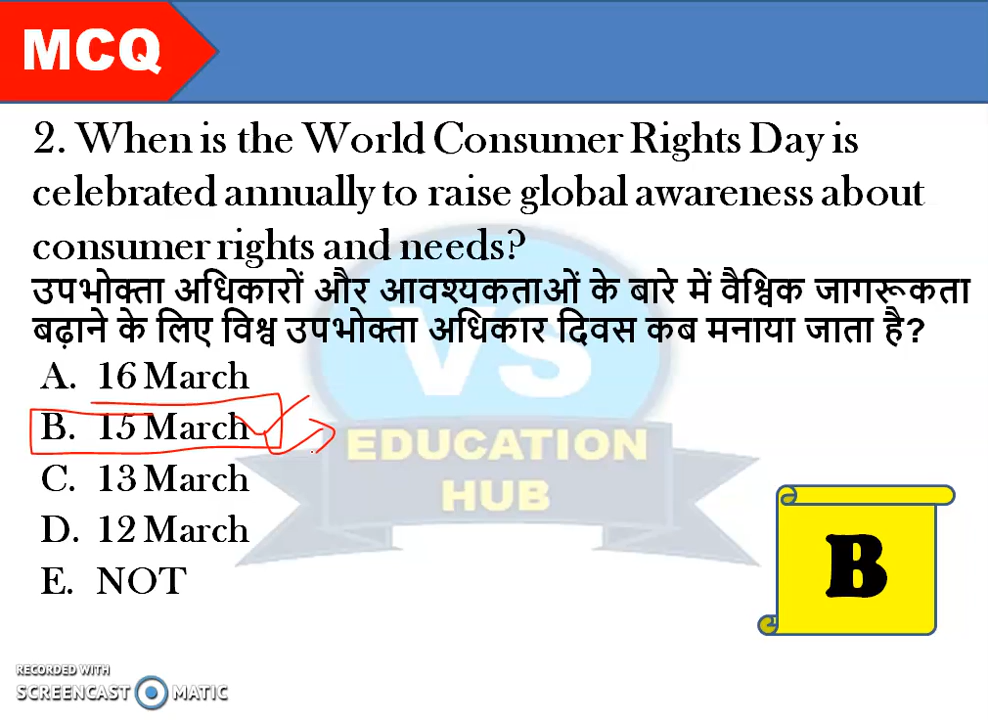 MCQ
2. When is the World Consumer Rights Day is
celebrated annually to raise global awareness about
consumer rights and needs?
उपभोक्ता अधिकारों और आवश्यकताओं के बारे में वैश्विक जागरूकता
बढ़ाने के लिए विश्व उपभोक्ता अधिकार दिवस कब मनाया जाता है?
A. 16 March
B. 15 March
C. 13 March
D. 12 March
E. NOT
VS
EDUCATION
HUB
B
RECORDED WITH
SCREENCAST MATIC